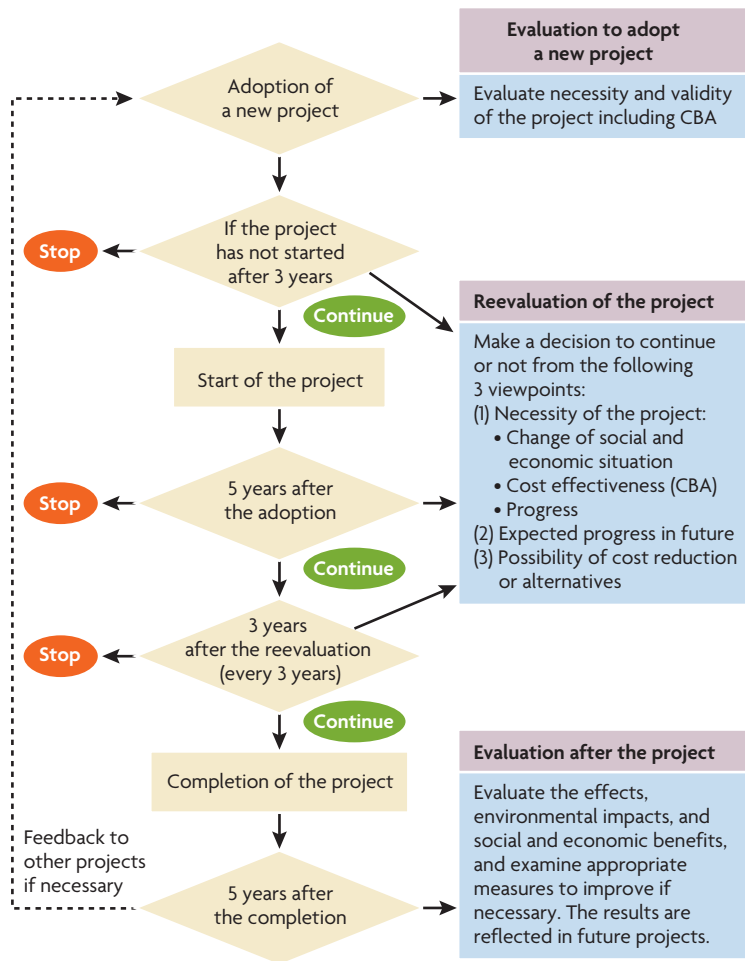 Evaluation to adopt
a new project
Adoption of
a new project
Evaluate necessity and validity
of the project including CBA
If the project
has not started
after 3 years
Stop
Continue
Reevaluation of the project
Make a decision to continue
or not from the following
3 viewpoints:
(1) Necessity of the project:
• Change of social and
economic situation
• Cost effectiveness (CBA)
• Progress
(2) Expected progress in future
(3) Possibility of cost reduction
or alternatives
Start of the project
5 years after
the adoption
Stop
Continue
3 years
after the reevaluation
(every 3 years)
Stop
Continue
Completion of the project
Evaluation after the project
Evaluate the effects,
environmental impacts, and
social and economic benefits,
and examine appropriate
measures to improve if
necessary. The results are
reflected in future projects.
Feedback to
other projects
if necessary
5 years after
the completion